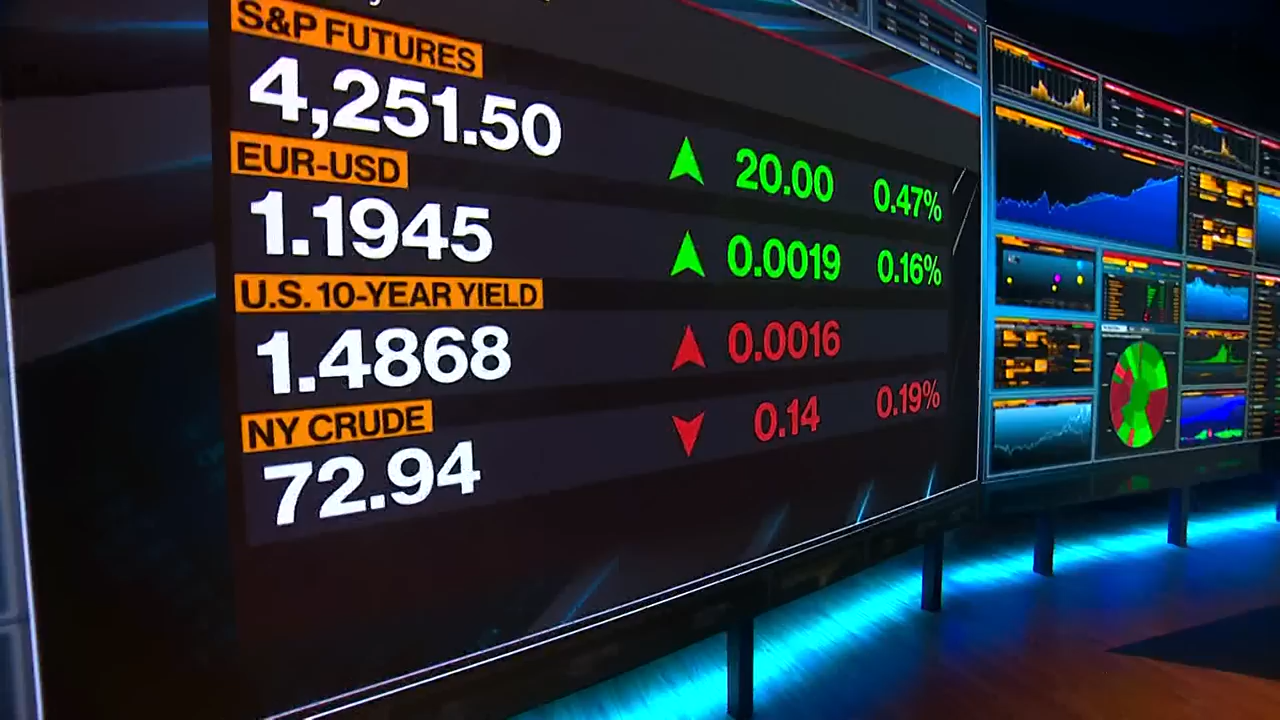 S&P FUTURES
4,251.50
20.00 0.47%
EUR-USD
1.1945
0.0019 0.16%
U.S. 10-YEAR YIELD
1.4868
0.0016
NY CRUDE
72.94
0.14 0.19%